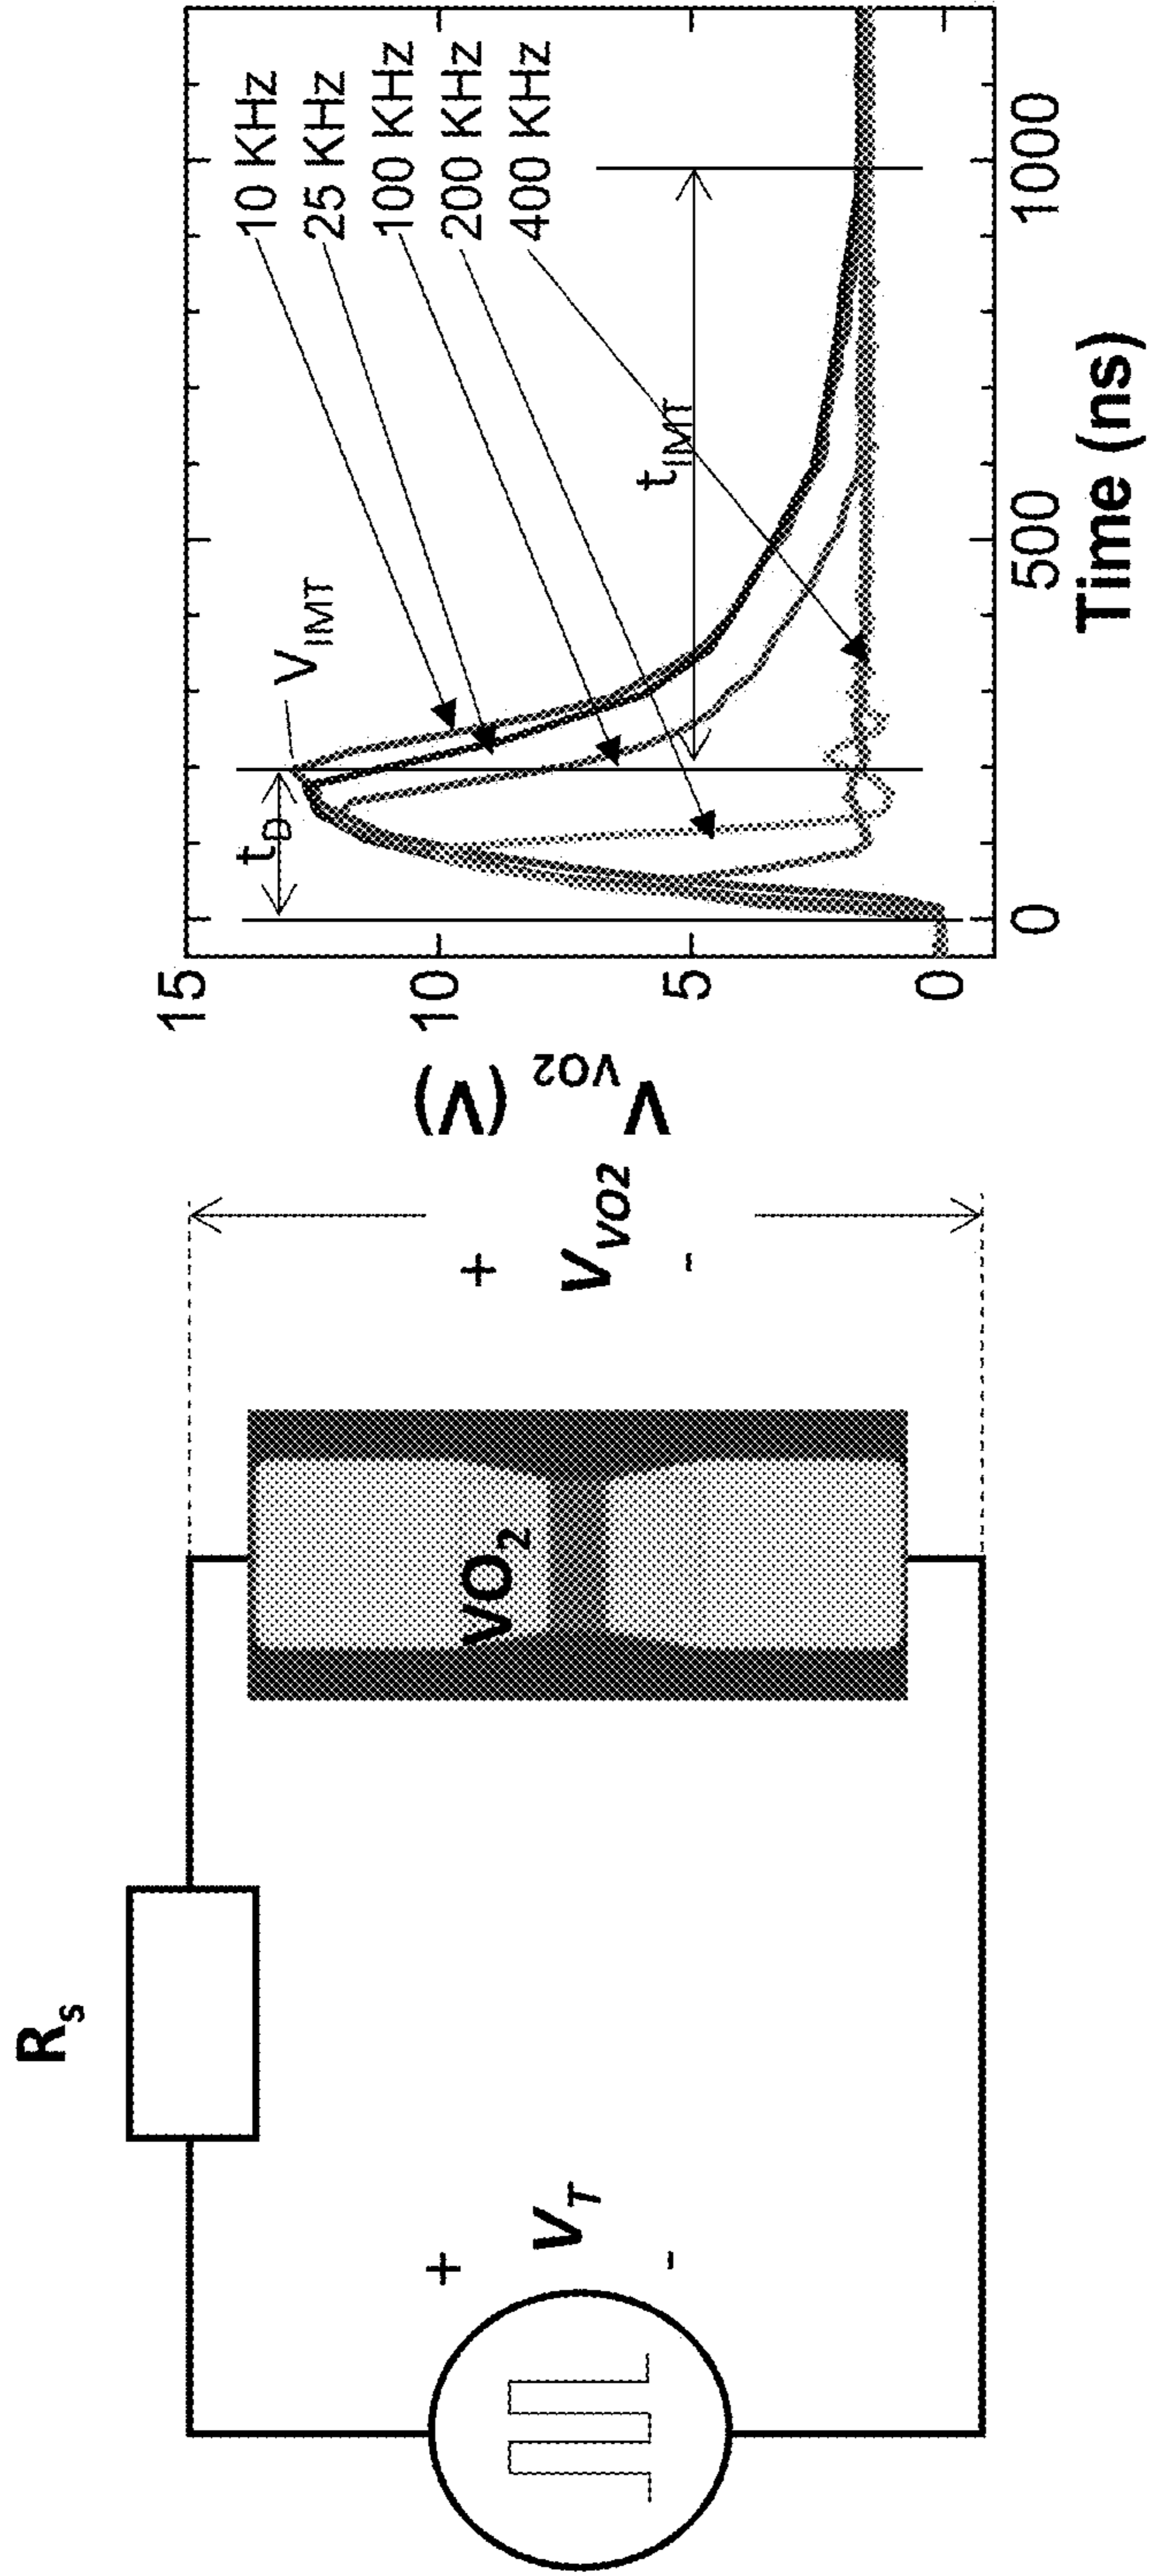 R_s
+
V_T
-
VO_2
+
V_VO2
-
V_VO2 (V)
15
10
5
0
t_D
V_IMT
t_IMT
10 KHz
25 KHz
100 KHz
200 KHz
400 KHz
0
500
1000
Time (ns)